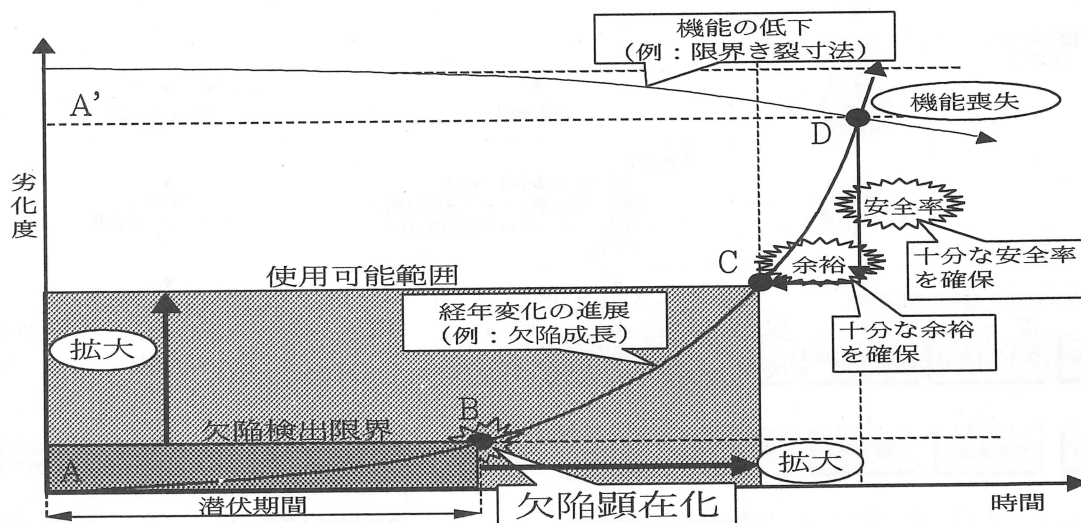 機能の低下
(例：限界き裂寸法)
A'
機能喪失
D
劣化度
安全率
十分な安全率
を確保
C
余裕
使用可能範囲
経年変化の進展
(例：欠陥成長)
十分な余裕
を確保
拡大
B
欠陥検出限界
A
拡大
潜伏期間
欠陥顕在化
時間